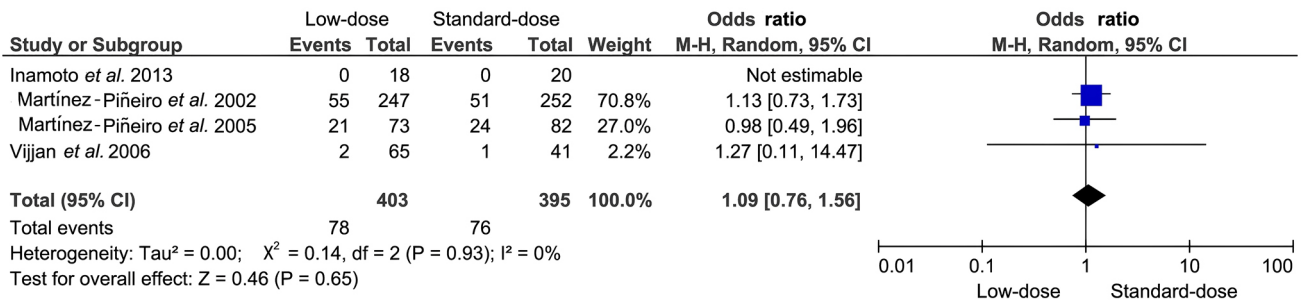 Low-dose Standard-dose Odds ratio Odds ratio
Study or Subgroup Events Total Events Total Weight M-H, Random, 95% CI M-H, Random, 95% CI
Inamoto et al. 2013 0 18 0 20 Not estimable
Martínez-Piñeiro et al. 2002 55 247 51 252 70.8% 1.13 [0.73, 1.73]
Martínez-Piñeiro et al. 2005 21 73 24 82 27.0% 0.98 [0.49, 1.96]
Vijjan et al. 2006 2 65 1 41 2.2% 1.27 [0.11, 14.47]
Total (95% CI) 403 395 100.0% 1.09 [0.76, 1.56]
Total events 78 76
Heterogeneity: Tau² = 0.00; X² = 0.14, df = 2 (P = 0.93); I² = 0%
Test for overall effect: Z = 0.46 (P = 0.65)
0.01 0.1 1 10 100
Low-dose Standard-dose